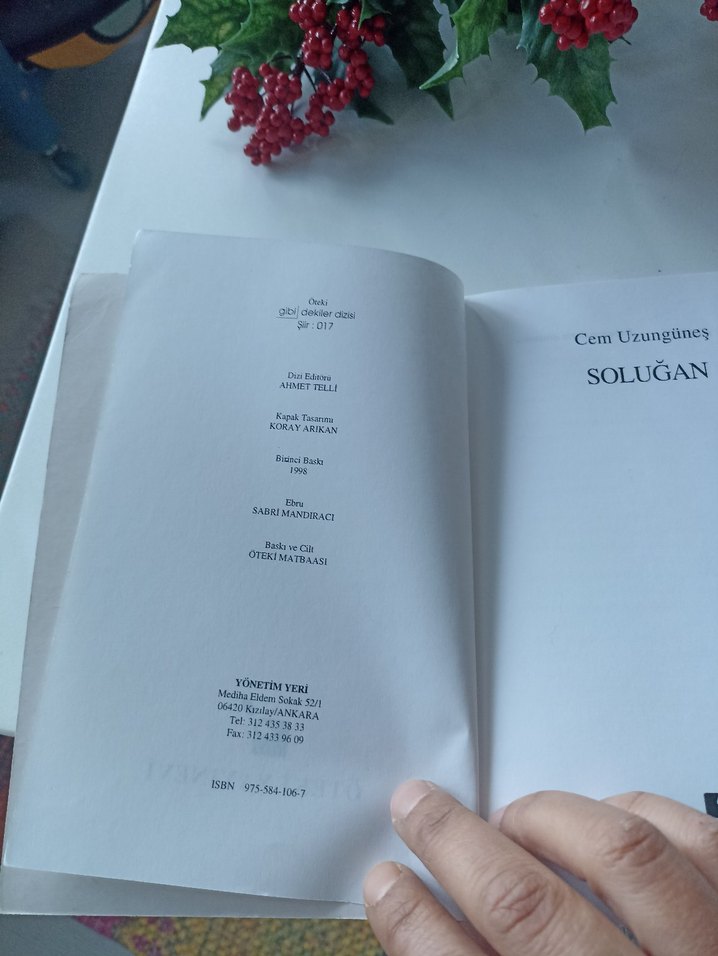 Öteki
gibi dekiler dizisi
Şiir : 017
Dizi Editörü
AHMET TELLİ
Kapak Tasarımı
KORAY ARIKAN
Birinci Baskı
1998
Ebru
SABRİ MANDIRACI
Baskı ve Cilt
ÖTEKİ MATBAASI
YÖNETİM YERİ
Mediha Eldem Sokak 52/1
06420 Kızılay/ANKARA
Tel: 312 435 38 33
Fax: 312 433 96 09
ISBN 975-584-106-7
Cem Uzungüneş
SOLUĞAN